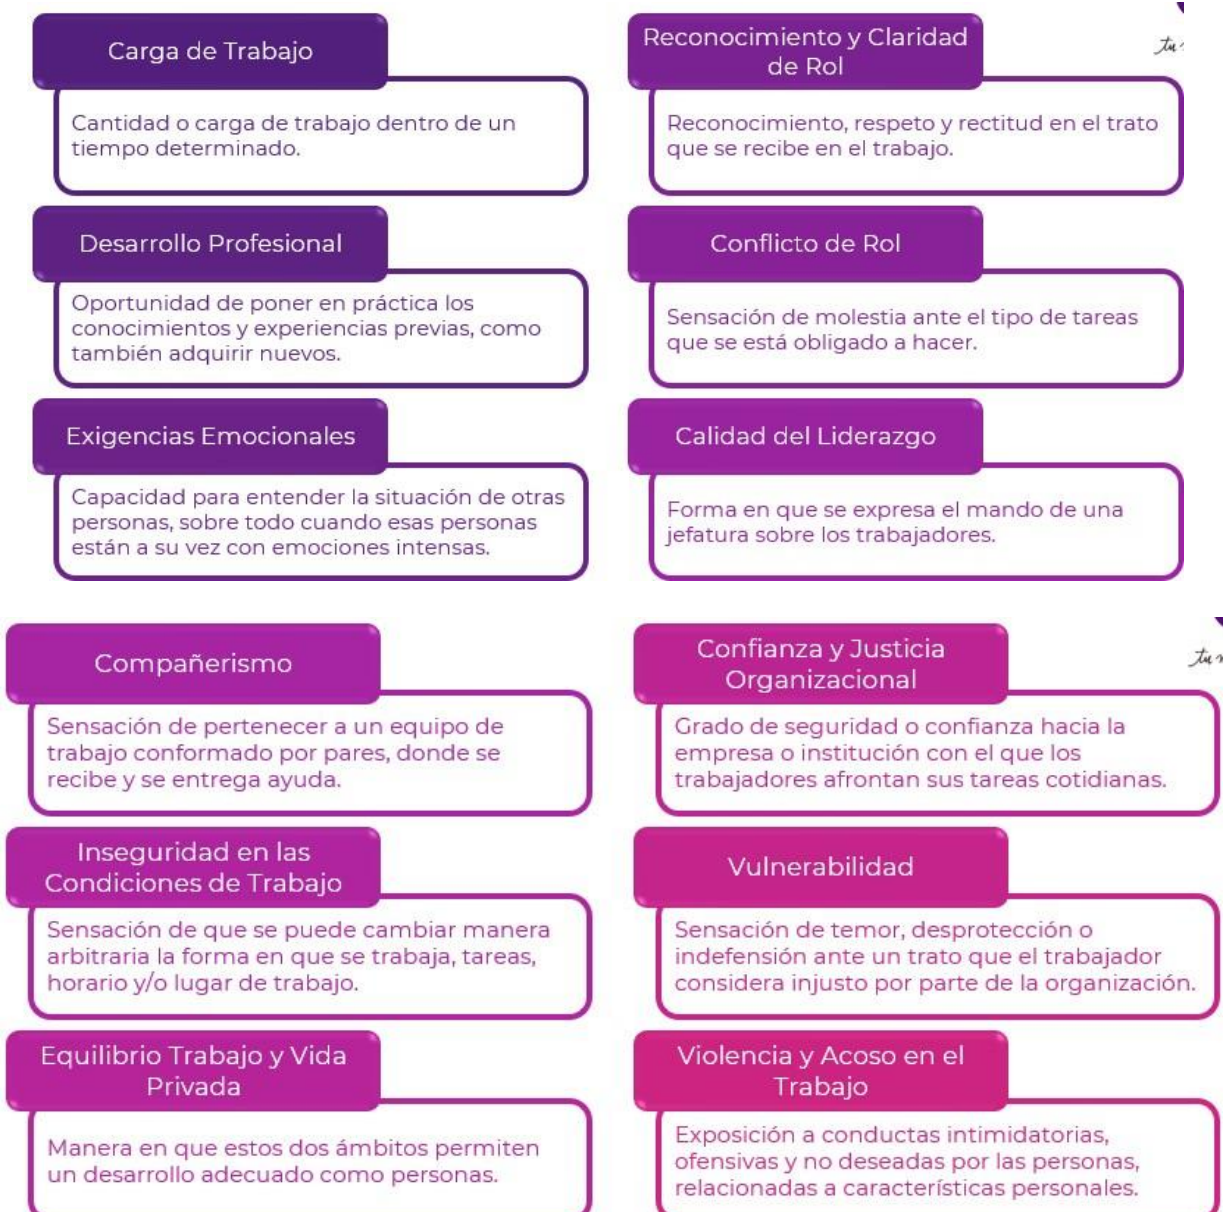 Carga de Trabajo
Cantidad o carga de trabajo dentro de un
tiempo determinado.
Reconocimiento y Claridad
de Rol
Reconocimiento, respeto y rectitud en el trato
que se recibe en el trabajo.
Desarrollo Profesional
Oportunidad de poner en práctica los
conocimientos y experiencias previas, como
también adquirir nuevos.
Conflicto de Rol
Sensación de molestia ante el tipo de tareas
que se está obligado a hacer.
Exigencias Emocionales
Capacidad para entender la situación de otras
personas, sobre todo cuando esas personas
están a su vez con emociones intensas.
Calidad del Liderazgo
Forma en que se expresa el mando de una
jefatura sobre los trabajadores.
Compañerismo
Sensación de pertenecer a un equipo de
trabajo conformado por pares, donde se
recibe y se entrega ayuda.
Confianza y Justicia
Organizacional
Grado de seguridad o confianza hacia la
empresa o institución con el que los
trabajadores afrontan sus tareas cotidianas.
Inseguridad en las
Condiciones de Trabajo
Sensación de que se puede cambiar manera
arbitraria la forma en que se trabaja, tareas,
horario y/o lugar de trabajo.
Vulnerabilidad
Sensación de temor, desprotección o
indefensión ante un trato que el trabajador
considera injusto por parte de la organización.
Equilibrio Trabajo y Vida
Privada
Manera en que estos dos ámbitos permiten
un desarrollo adecuado como personas.
Violencia y Acoso en el
Trabajo
Exposición a conductas intimidatorias,
ofensivas y no deseadas por las personas,
relacionadas a características personales.
tu
tu